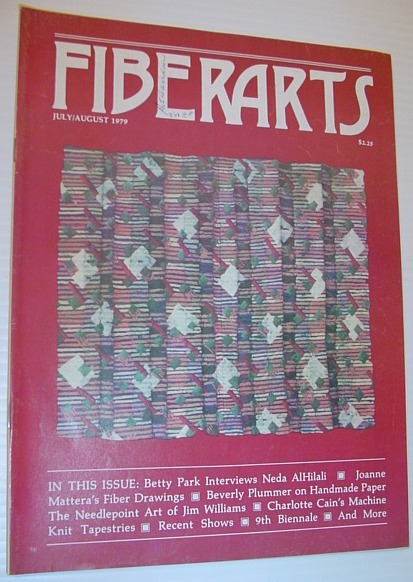 FIBERARTS
JULY/AUGUST 1979
$2.25
IN THIS ISSUE: Betty Park Interviews Neda AlHilali ▣ Joanne
Mattera's Fiber Drawings ▣ Beverly Plummer on Handmade Paper
The Needlepoint Art of Jim Williams ▣ Charlotte Cain's Machine
Knit Tapestries ▣ Recent Shows ▣ 9th Biennale ▣ And More